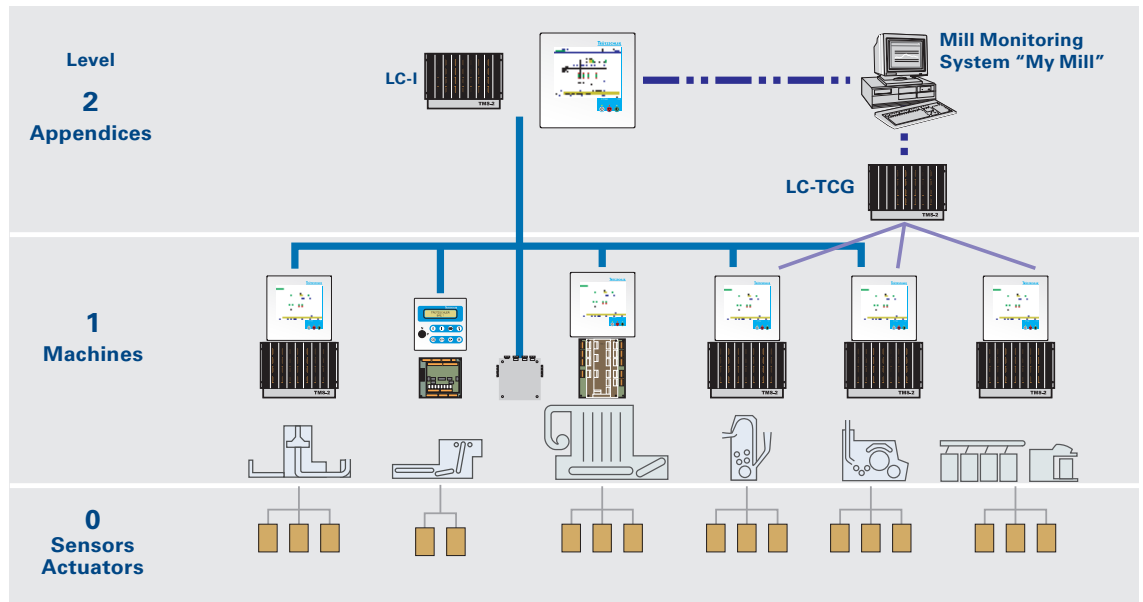 Level
2
Appendices
LC-I
TMS-2
Mill Monitoring
System “My Mill”
LC-TCG
TMS-2
1
Machines
TMS-2
TMS-2
TMS-2
TMS-2
0
Sensors
Actuators